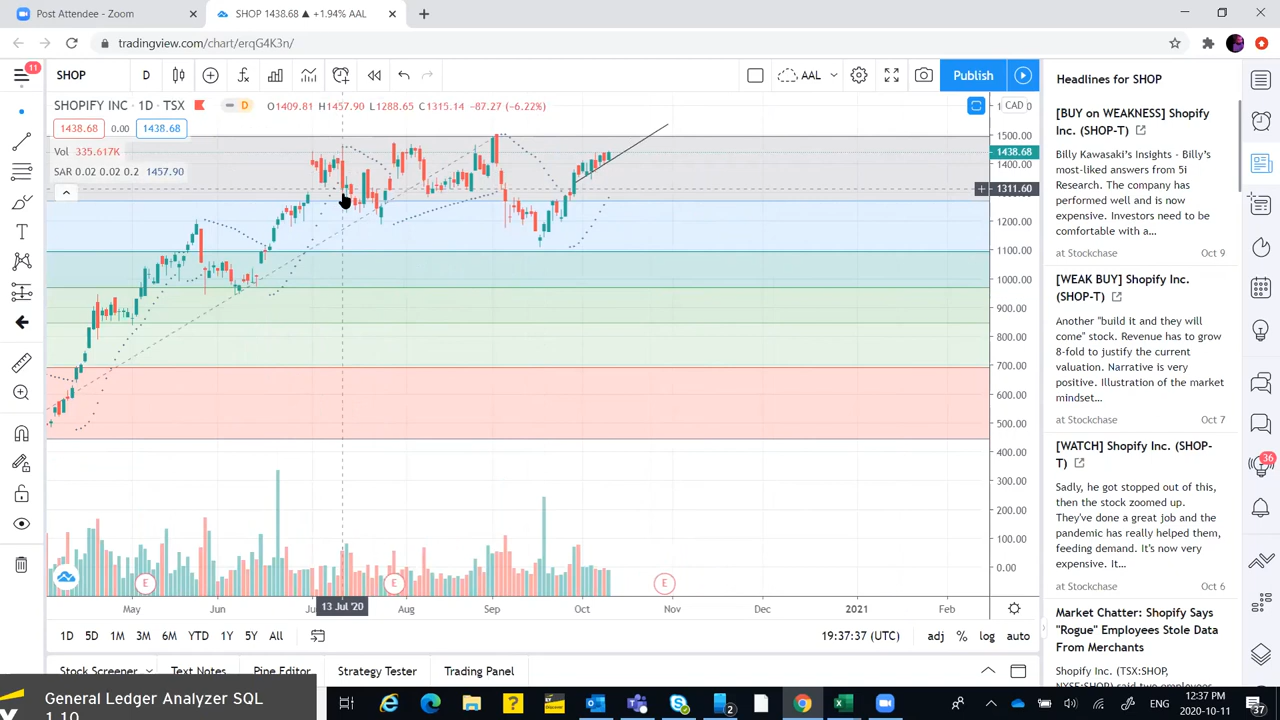 Post Attendee - Zoom
SHOP 1438.68 ▲ +1.94% AAL
tradingview.com/chart/erqG4K3n/
11
SHOP
D
AAL
Publish
SHOPIFY INC · 1D · TSX
D
O1409.81 H1457.90 L1288.65 C1315.14 -87.27 (-6.22%)
CAD
1438.68
0.00
1438.68
Vol 335.617K
SAR 0.02 0.02 0.2 1457.90
1500.00
1438.68
1400.00
1311.60
1200.00
1100.00
1000.00
900.00
800.00
700.00
600.00
500.00
400.00
300.00
200.00
100.00
0.00
E
E
E
May
Jun
13 Jul '20
Aug
Sep
Oct
Nov
Dec
2021
Feb
1D
5D
1M
3M
6M
YTD
1Y
5Y
All
19:37:37 (UTC)
adj
%
log
auto
Stock Screener
Text Notes
Pine Editor
Strategy Tester
Trading Panel
Headlines for SHOP
[BUY on WEAKNESS] Shopify
Inc. (SHOP-T)
Billy Kawasaki's Insights - Billy's
most-liked answers from 5i
Research. The company has
performed well and is now
expensive. Investors need to be
comfortable with a...
at Stockchase
Oct 9
[WEAK BUY] Shopify Inc.
(SHOP-T)
Another "build it and they will
come" stock. Revenue has to grow
8-fold to justify the current
valuation. Narrative is very
positive. Illustration of the market
mindset...
at Stockchase
Oct 7
[WATCH] Shopify Inc. (SHOP-
T)
Sadly, he got stopped out of this,
then the stock zoomed up.
They've done a great job and the
pandemic has really helped them,
feeding demand. It's now very
expensive. It...
at Stockchase
Oct 6
Market Chatter: Shopify Says
"Rogue" Employees Stole Data
From Merchants
Shopify Inc. (TSX:SHOP,
36
General Ledger Analyzer SQL
2
ENG
12:37 PM
2020-10-11
37